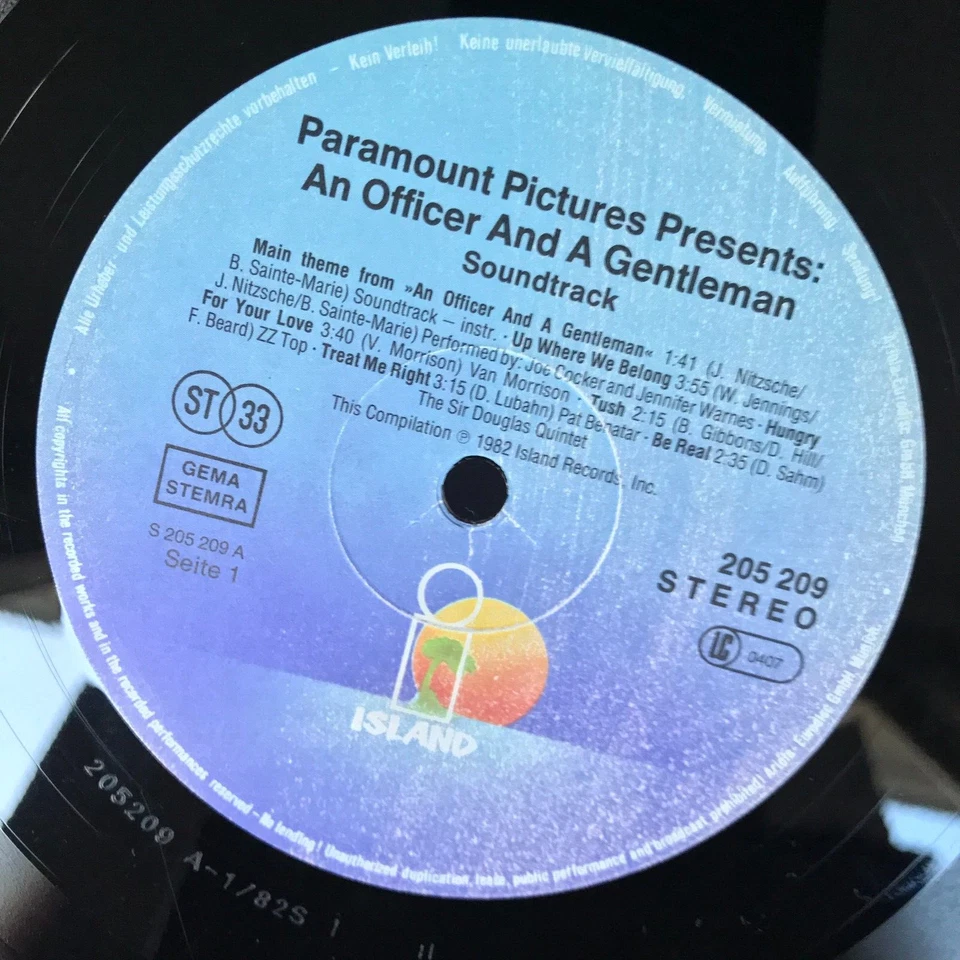 Paramount Pictures Presents:
An Officer And A Gentleman
Soundtrack
Main theme from »An Officer And A Gentleman« 1:41 (J. Nitzsche/
B. Sainte-Marie) Soundtrack – instr. · Up Where We Belong 3:55 (W. Jennings/
J. Nitzsche/B. Sainte-Marie) Performed by: Joe Cocker and Jennifer Warnes · Hungry
For Your Love 3:40 (V. Morrison) Van Morrison · Tush 2:15 (B. Gibbons/D. Hill/
F. Beard) ZZ Top · Treat Me Right 3:15 (D. Lubahn) Pat Benatar · Be Real 2:35 (D. Sahm)
The Sir Douglas Quintet
This Compilation ℗ 1982 Island Records, Inc.
ST 33
GEMA
STEMRA
S 205 209 A
Seite 1
205 209
STEREO
LC 0407
ISLAND
Alle Urheber- und Leistungsschutzrechte vorbehalten – Kein Verleih! Keine unerlaubte Vervielfältigung, Vermietung, Aufführung, Sendung!
All copyrights in the recorded works and in the recorded performances reserved – No lending! Unauthorized duplication, lease, public performance and broadcast prohibited! Ariola-Eurodisc GmbH Munich
205209 A-1/82S 1